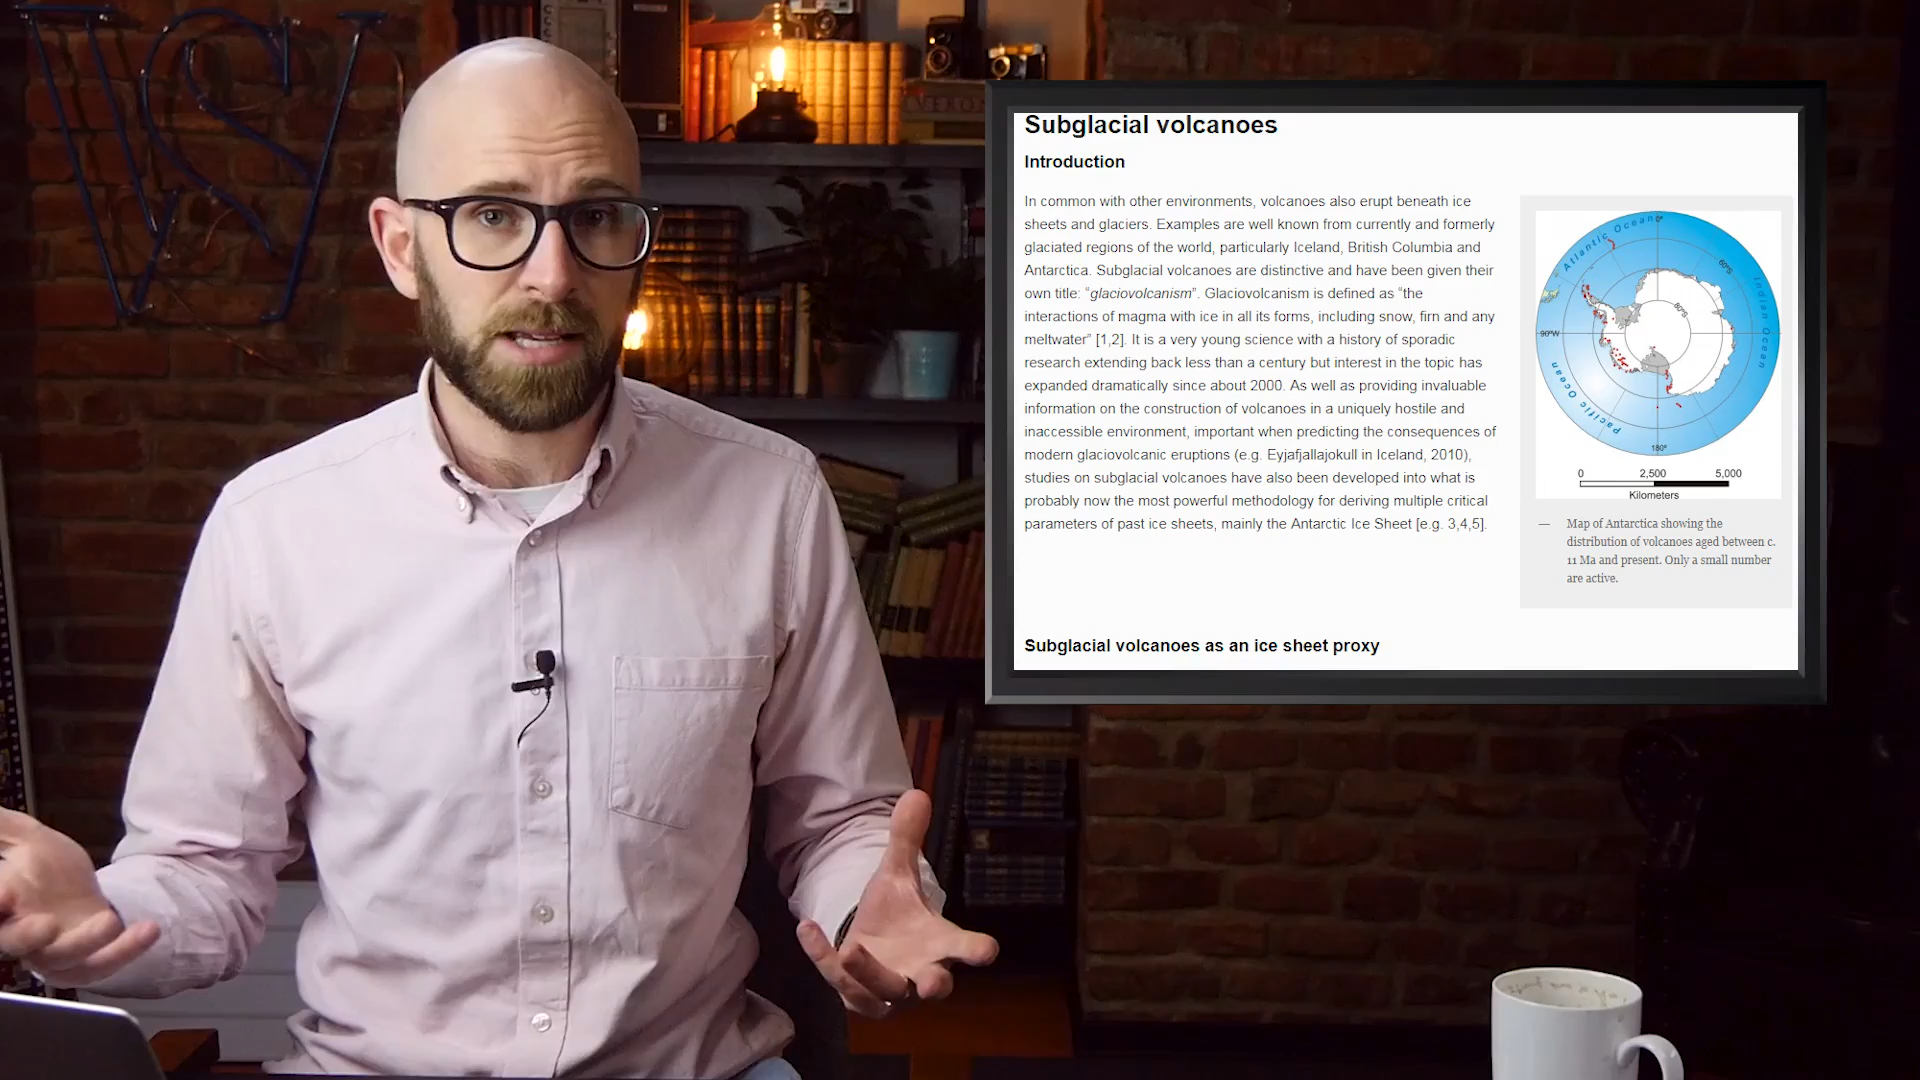 Subglacial volcanoes
Introduction
In common with other environments, volcanoes also erupt beneath ice
sheets and glaciers. Examples are well known from currently and formerly
glaciated regions of the world, particularly Iceland, British Columbia and
Antarctica. Subglacial volcanoes are distinctive and have been given their
own title: “glaciovolcanism”. Glaciovolcanism is defined as “the
interactions of magma with ice in all its forms, including snow, firn and any
meltwater” [1,2]. It is a very young science with a history of sporadic
research extending back less than a century but interest in the topic has
expanded dramatically since about 2000. As well as providing invaluable
information on the construction of volcanoes in a uniquely hostile and
inaccessible environment, important when predicting the consequences of
modern glaciovolcanic eruptions (e.g. Eyjafjallajokull in Iceland, 2010),
studies on subglacial volcanoes have also been developed into what is
probably now the most powerful methodology for deriving multiple critical
parameters of past ice sheets, mainly the Antarctic Ice Sheet [e.g. 3,4,5].
Atlantic Ocean
0°
60°S
Indian Ocean
80°S
90°W
Pacific Ocean
180°
0 2,500 5,000
Kilometers
— Map of Antarctica showing the
distribution of volcanoes aged between c.
11 Ma and present. Only a small number
are active.
Subglacial volcanoes as an ice sheet proxy